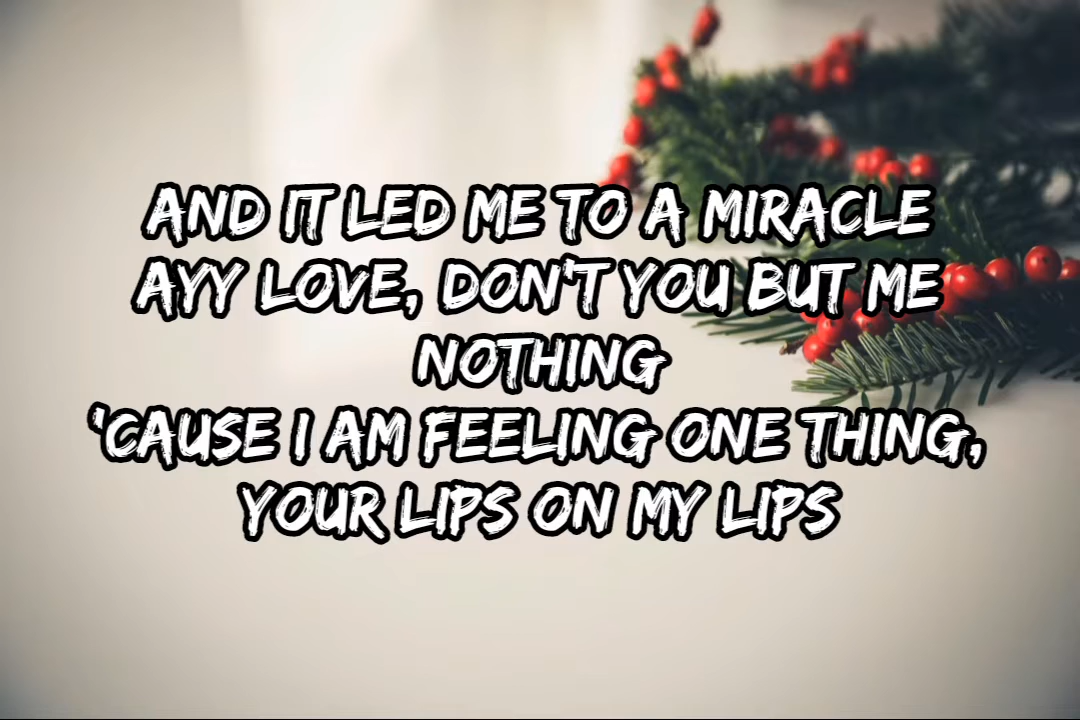 AND IT LED ME TO A MIRACLE
AYY LOVE, DON'T YOU BUT ME
NOTHING
'CAUSE I AM FEELING ONE THING,
YOUR LIPS ON MY LIPS